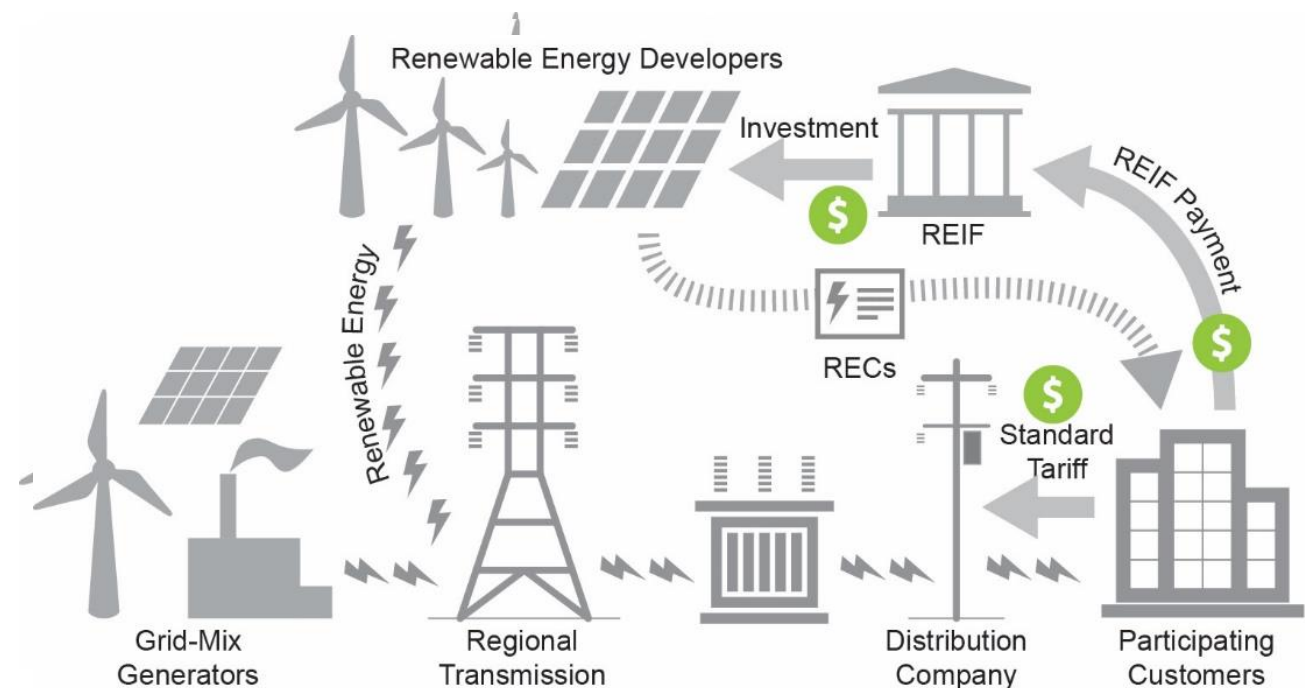 Renewable Energy Developers
Investment
$
REIF
REIF Payment
$
Renewable Energy
RECs
$
Standard
Tariff
Grid-Mix
Generators
Regional
Transmission
Distribution
Company
Participating
Customers